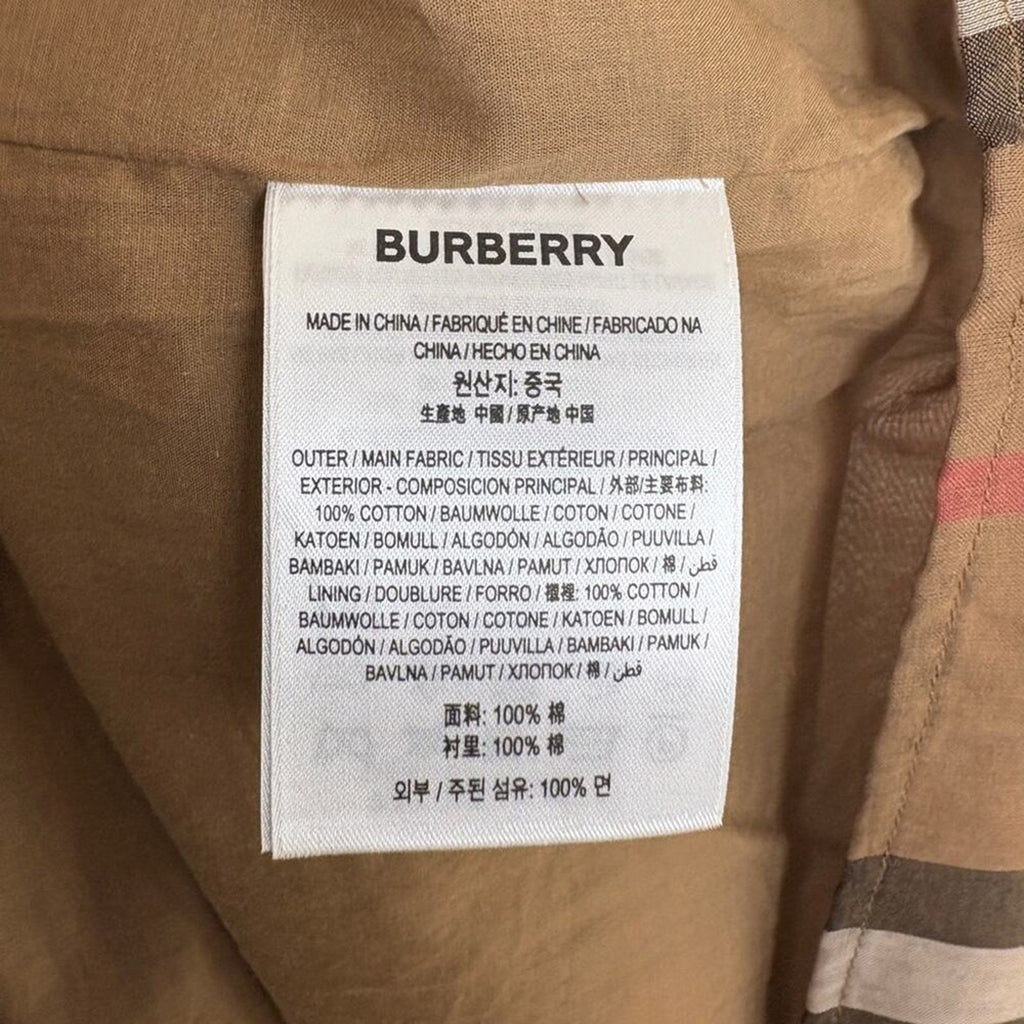 BURBERRY
MADE IN CHINA / FABRIQUÉ EN CHINE / FABRICADO NA
CHINA / HECHO EN CHINA
원산지: 중국
生產地 中國 / 原产地 中国
OUTER / MAIN FABRIC / TISSU EXTÉRIEUR / PRINCIPAL /
EXTERIOR - COMPOSICION PRINCIPAL / 外部/主要布料:
100% COTTON / BAUMWOLLE / COTON / COTONE /
KATOEN / BOMULL / ALGODÓN / ALGODÃO / PUUVILLA /
BAMBAKI / PAMUK / BAVLNA / PAMUT / ХЛОПОК / 棉 / قطن
LINING / DOUBLURE / FORRO / 襯裡: 100% COTTON /
BAUMWOLLE / COTON / COTONE / KATOEN / BOMULL /
ALGODÓN / ALGODÃO / PUUVILLA / BAMBAKI / PAMUK /
BAVLNA / PAMUT / ХЛОПОК / 棉 / قطن
面料: 100% 棉
衬里: 100% 棉
외부 / 주된 섬유: 100% 면